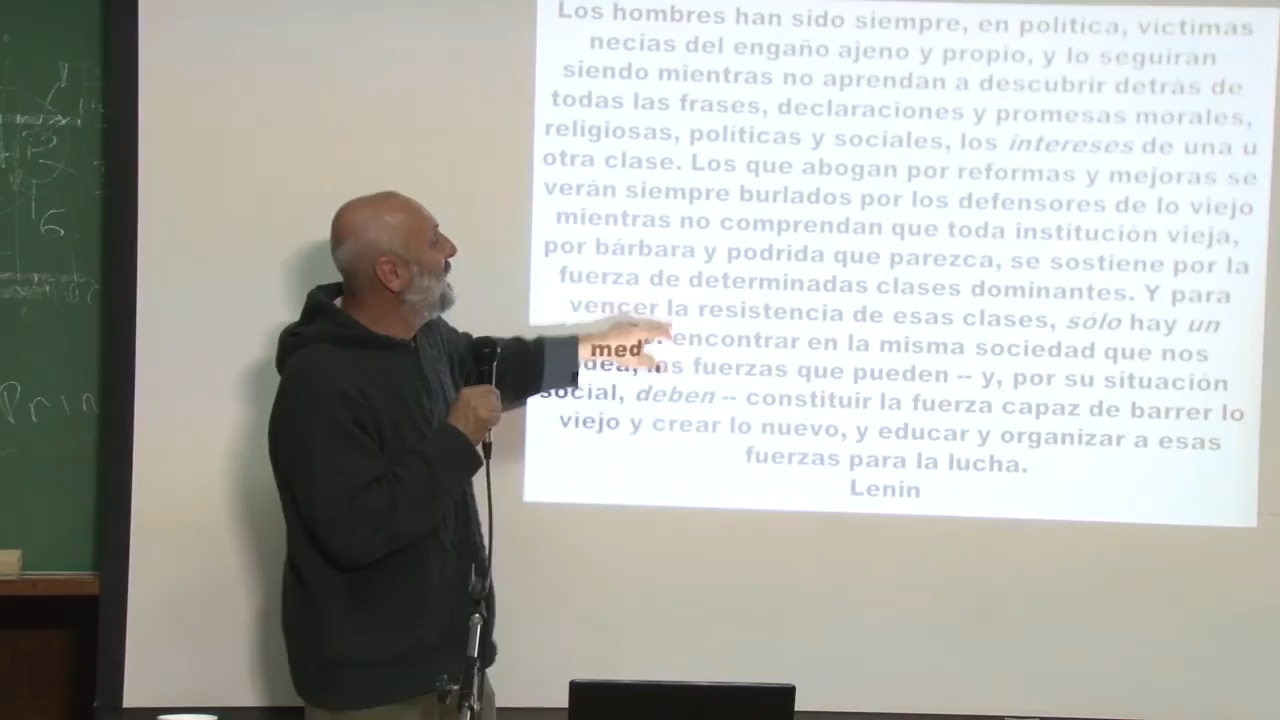 Los hombres han sido siempre, en política, víctimas
necias del engaño ajeno y propio, y lo seguirán
siendo mientras no aprendan a descubrir detrás de
todas las frases, declaraciones y promesas morales,
religiosas, políticas y sociales, los intereses de una u
otra clase. Los que abogan por reformas y mejoras se
verán siempre burlados por los defensores de lo viejo
mientras no comprendan que toda institución vieja,
por bárbara y podrida que parezca, se sostiene por la
fuerza de determinadas clases dominantes. Y para
vencer la resistencia de esas clases, sólo hay un
med encontrar en la misma sociedad que nos
dea, las fuerzas que pueden -- y, por su situación
social, deben -- constituir la fuerza capaz de barrer lo
viejo y crear lo nuevo, y educar y organizar a esas
fuerzas para la lucha.
Lenin
6.
Prin